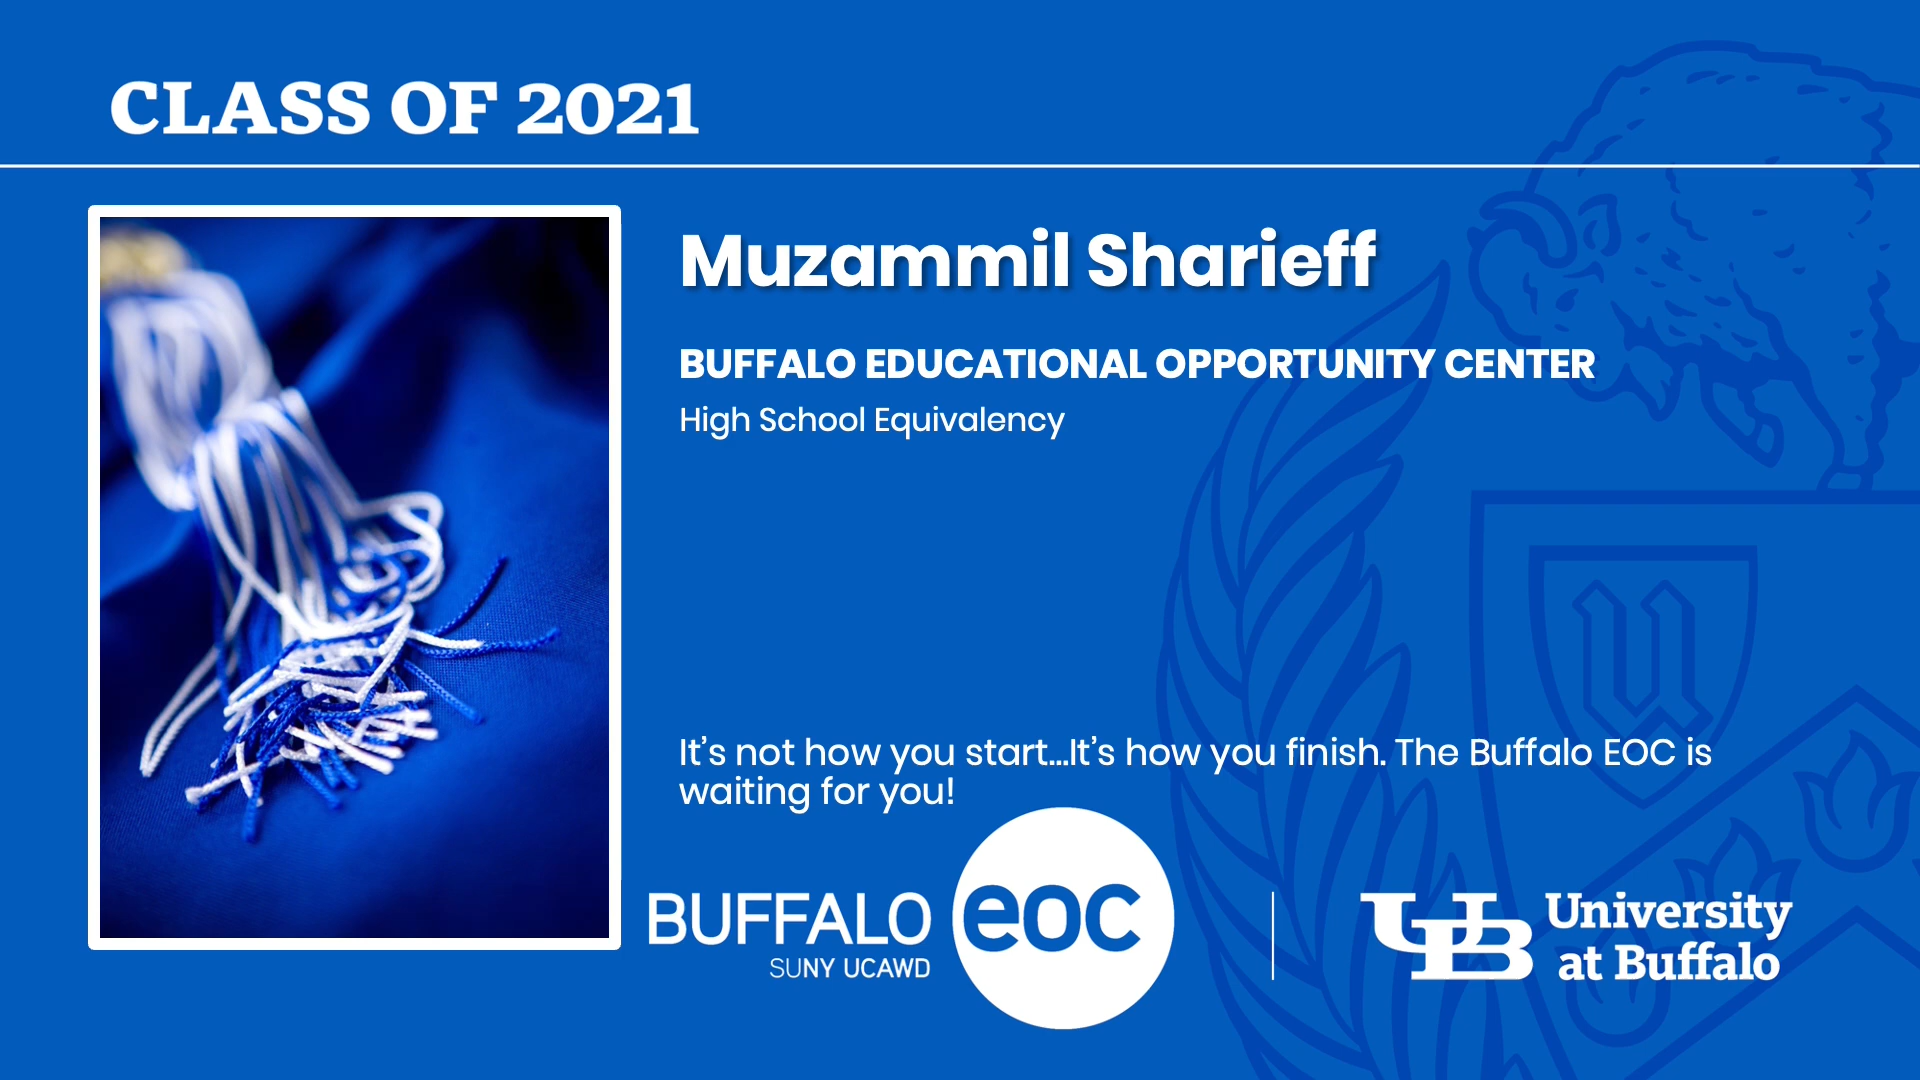 CLASS OF 2021
Muzammil Sharieff
BUFFALO EDUCATIONAL OPPORTUNITY CENTER
High School Equivalency
It’s not how you start...It’s how you finish. The Buffalo EOC is
waiting for you!
BUFFALO eoc
SUNY UCAWD
UB University
at Buffalo
u